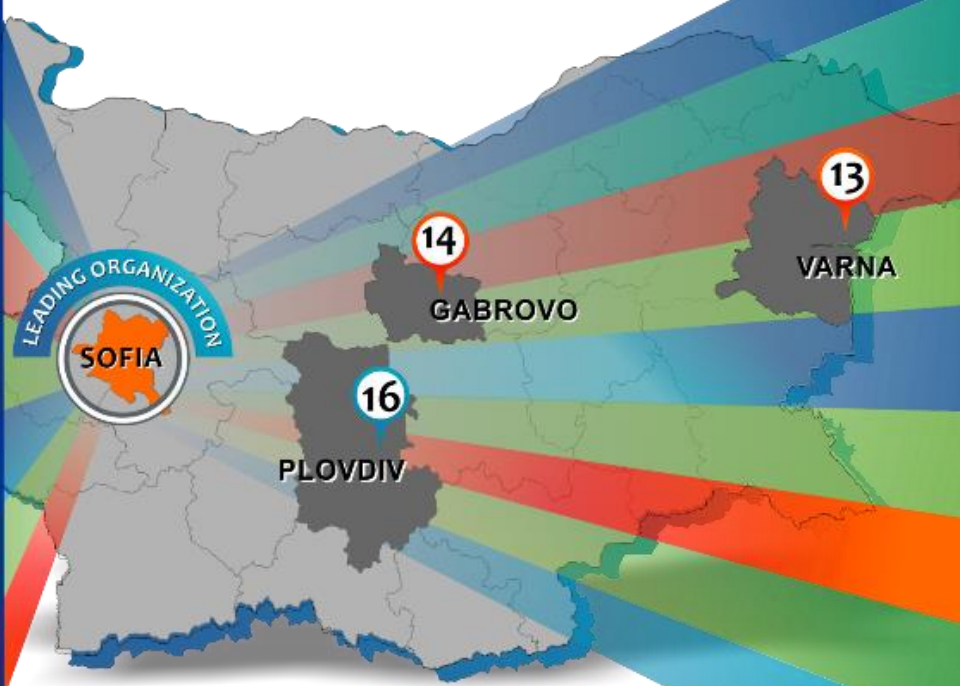 13
14
VARNA
LEADING ORGANIZATION
GABROVO
SOFIA
16
PLOVDIV